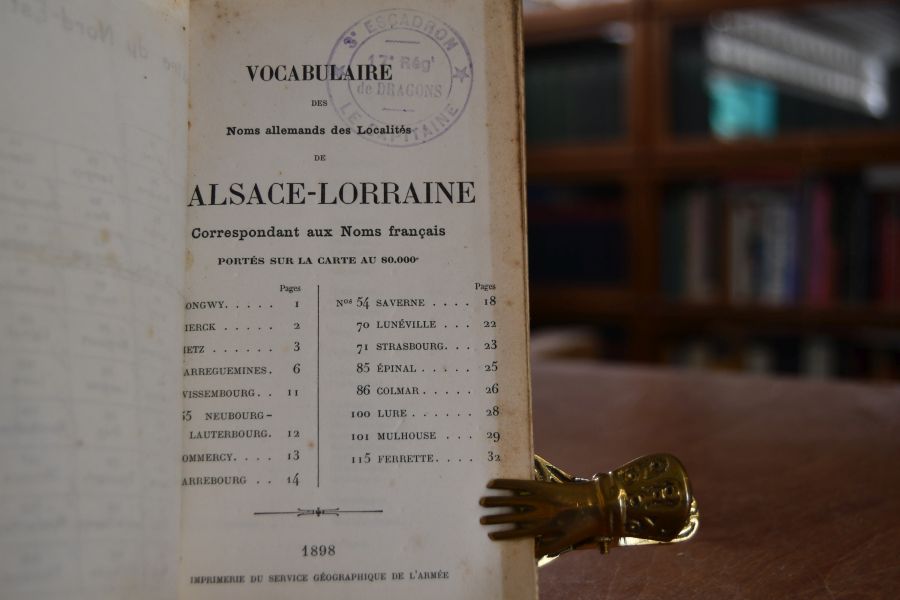 3e ESCADRON
17e Régt
de DRAGONS
LE CAPITAINE
VOCABULAIRE
DES
Noms allemands des Localités
DE
ALSACE-LORRAINE
Correspondant aux Noms français
PORTÉS SUR LA CARTE AU 80.000e
Pages
ONGWY. . . . . 1
IERCK . . . . . 2
IETZ . . . . . . 3
ARREGUEMINES. 6
VISSEMBOURG. . 11
55 NEUBOURG-
LAUTERBOURG. 12
OMMERCY. . . . 13
ARREBOURG . . 14
Pages
Nos 54 SAVERNE . . . . 18
70 LUNÉVILLE . . . 22
71 STRASBOURG. . . 23
85 ÉPINAL . . . . . 25
86 COLMAR . . . . . 26
100 LURE . . . . . . 28
101 MULHOUSE . . . 29
115 FERRETTE. . . . 32
1898
IMPRIMERIE DU SERVICE GÉOGRAPHIQUE DE L'ARMÉE